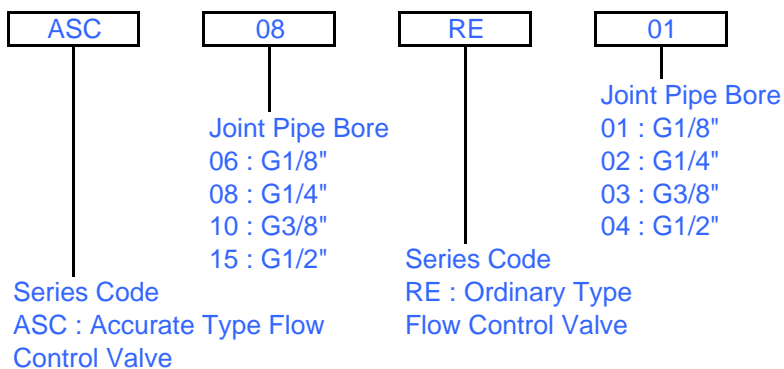 ASC
08
RE
01
Joint Pipe Bore
06 : G1/8"
08 : G1/4"
10 : G3/8"
15 : G1/2"
Joint Pipe Bore
01 : G1/8"
02 : G1/4"
03 : G3/8"
04 : G1/2"
Series Code
ASC : Accurate Type Flow
Control Valve
Series Code
RE : Ordinary Type
Flow Control Valve